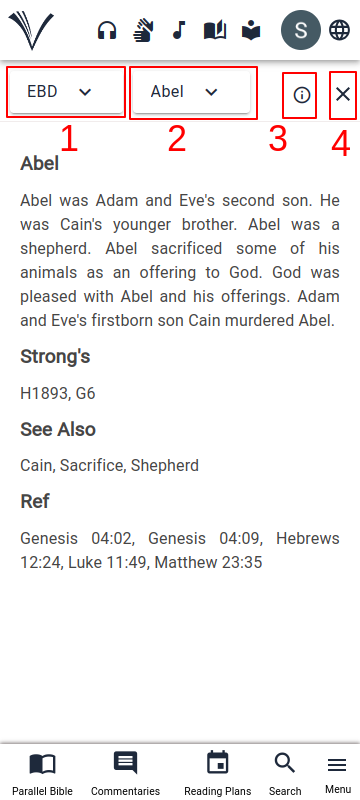 S
EBD
Abel
1
2
3
4
Abel
Abel was Adam and Eve's second son. He
was Cain's younger brother. Abel was a
shepherd. Abel sacrificed some of his
animals as an offering to God. God was
pleased with Abel and his offerings. Adam
and Eve's firstborn son Cain murdered Abel.
Strong's
H1893, G6
See Also
Cain, Sacrifice, Shepherd
Ref
Genesis 04:02, Genesis 04:09, Hebrews
12:24, Luke 11:49, Matthew 23:35
Parallel Bible
Commentaries
Reading Plans
Search
Menu